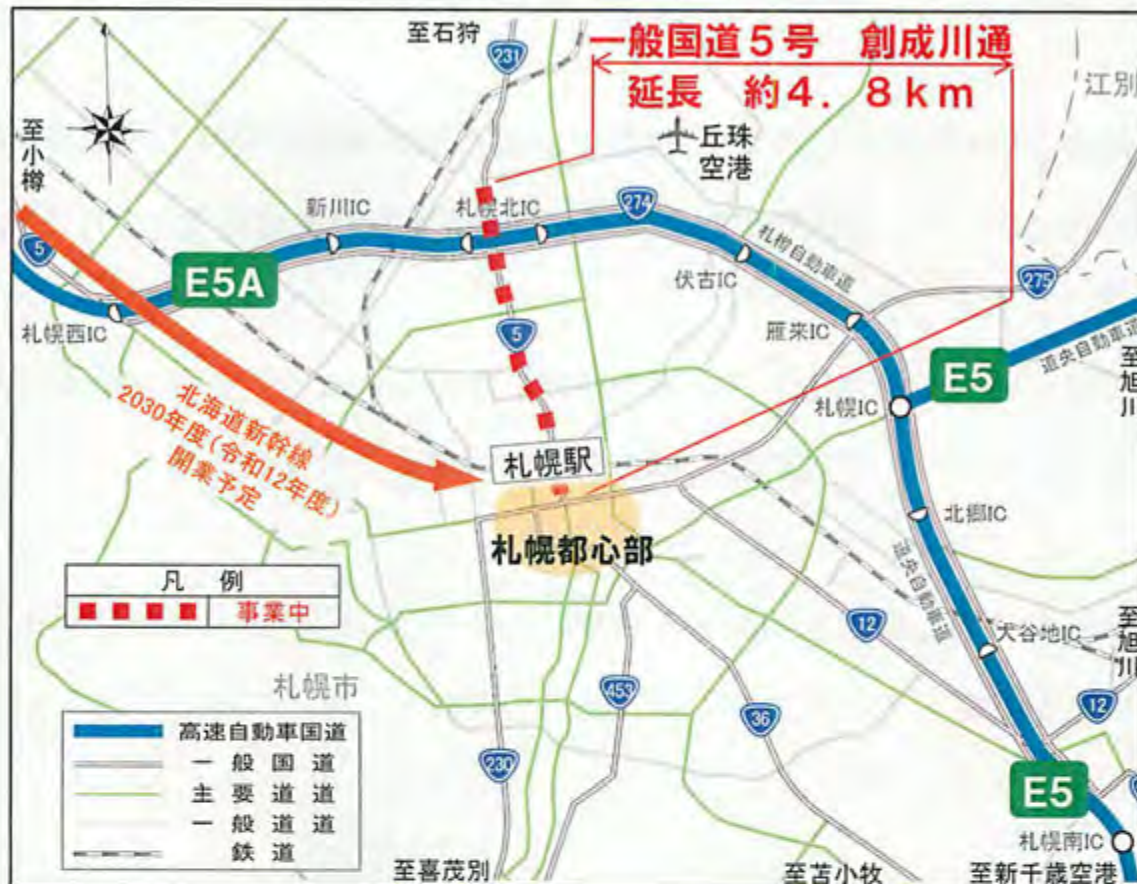 一般国道5号 創成川通
延長 約4.8km
至石狩
231
江別
丘珠
空港
至小樽
新川IC
札幌北IC
274
札樽自動車道
伏古IC
275
5
E5A
札幌西IC
5
雁来IC
E5
道央自動車道
至旭川
札幌IC
北海道新幹線
2030年度(令和12年度)
開業予定
札幌駅
札幌都心部
北郷IC
道央自動車道
凡例
事業中
12
大谷地IC
至旭川
札幌市
453
36
12
高速自動車国道
一般国道
主要道道
一般道道
鉄道
230
E5
札幌南IC
至喜茂別
至苫小牧
至新千歳空港